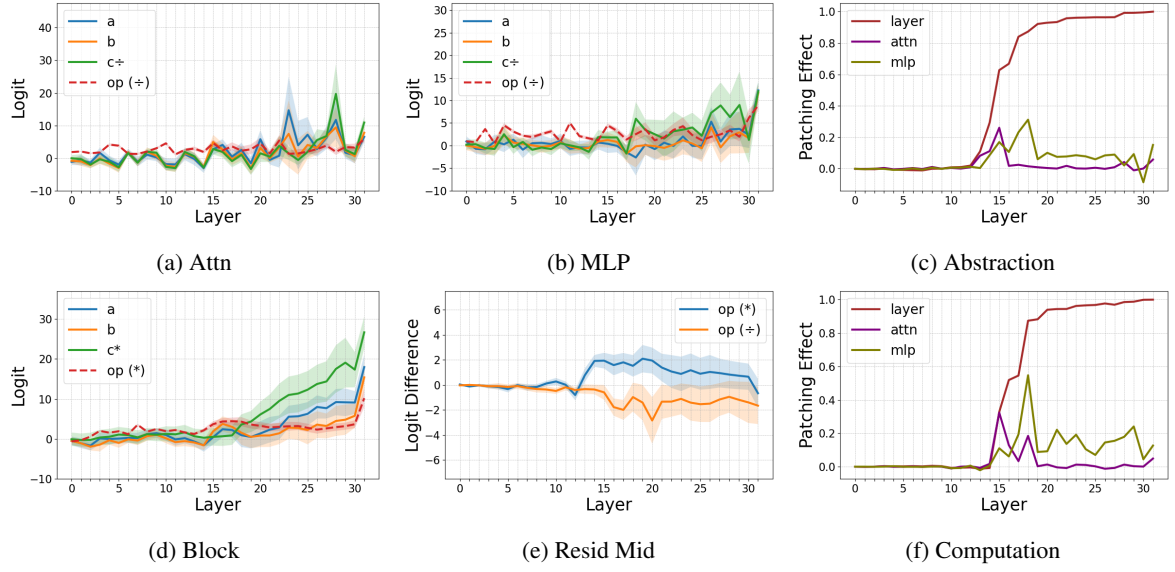 a
b
c÷
op (÷)
Logit
40
30
20
10
0
−10
0 5 10 15 20 25 30
Layer
(a) Attn
a
b
c÷
op (÷)
Logit
30
25
20
15
10
5
0
−5
−10
0 5 10 15 20 25 30
Layer
(b) MLP
layer
attn
mlp
Patching Effect
1.0
0.8
0.6
0.4
0.2
0.0
0 5 10 15 20 25 30
Layer
(c) Abstraction
a
b
c*
op (*)
Logit
30
20
10
0
−10
0 5 10 15 20 25 30
Layer
(d) Block
op (*)
op (÷)
Logit Difference
6
4
2
0
−2
−4
−6
0 5 10 15 20 25 30
Layer
(e) Resid Mid
layer
attn
mlp
Patching Effect
1.0
0.8
0.6
0.4
0.2
0.0
0 5 10 15 20 25 30
Layer
(f) Computation